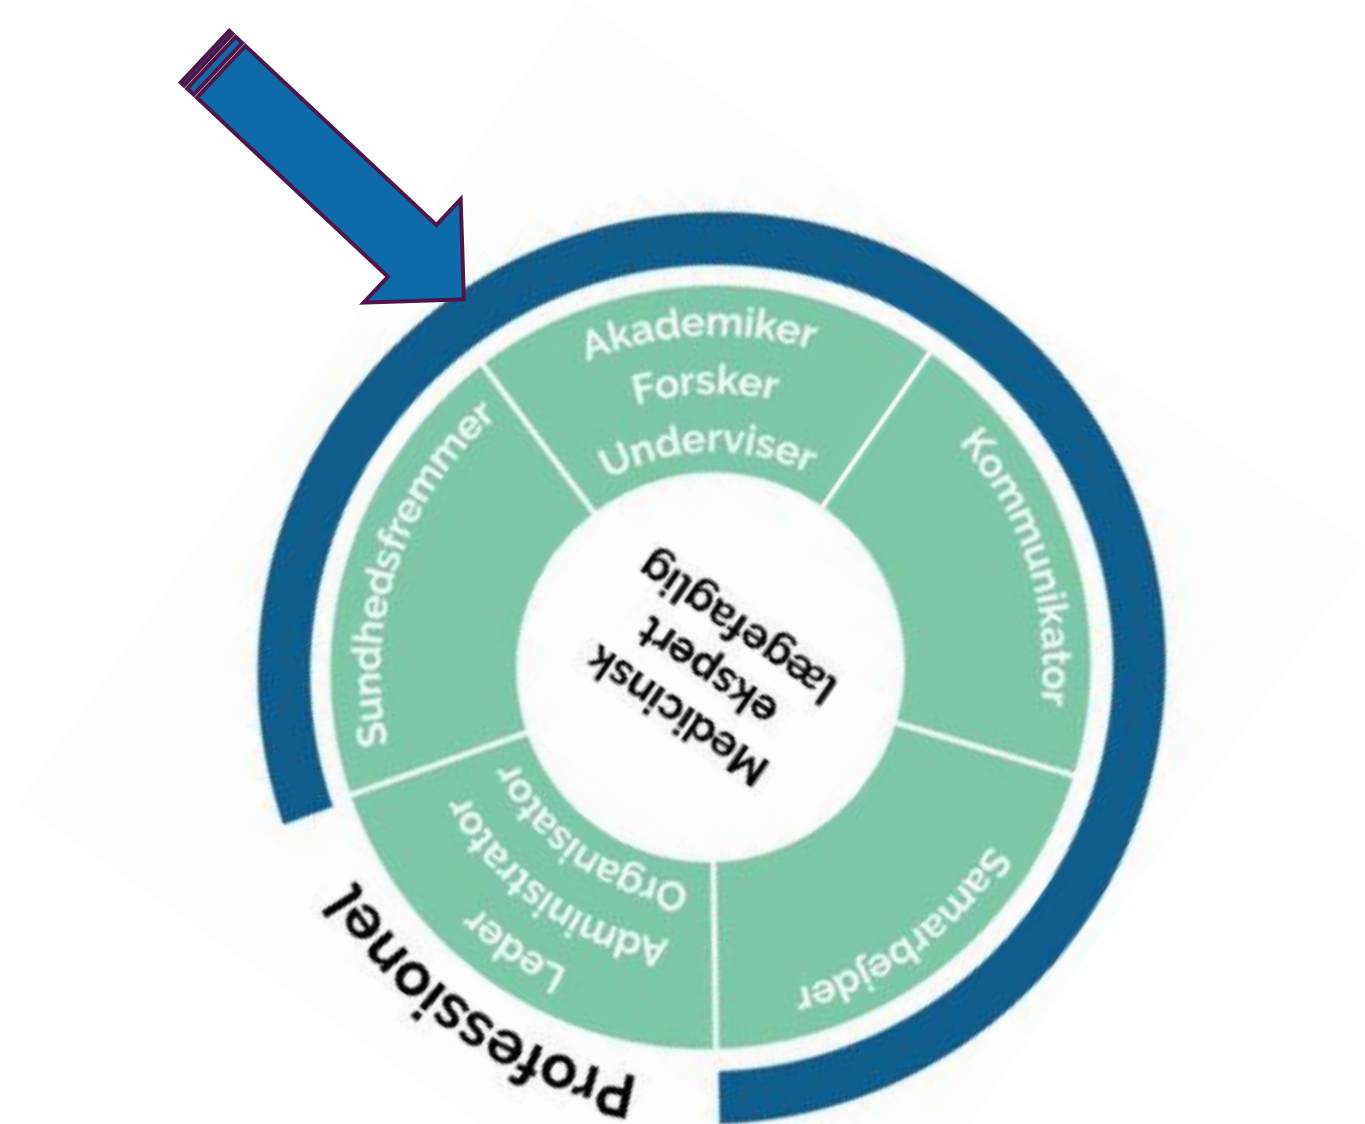 Akademiker
Forsker
Underviser
Kommunikator
Samarbejder
Leder
Administrator
Organisator
Sundhedsfremmer
Medicinsk
ekspert
lægefaglig
Professionel